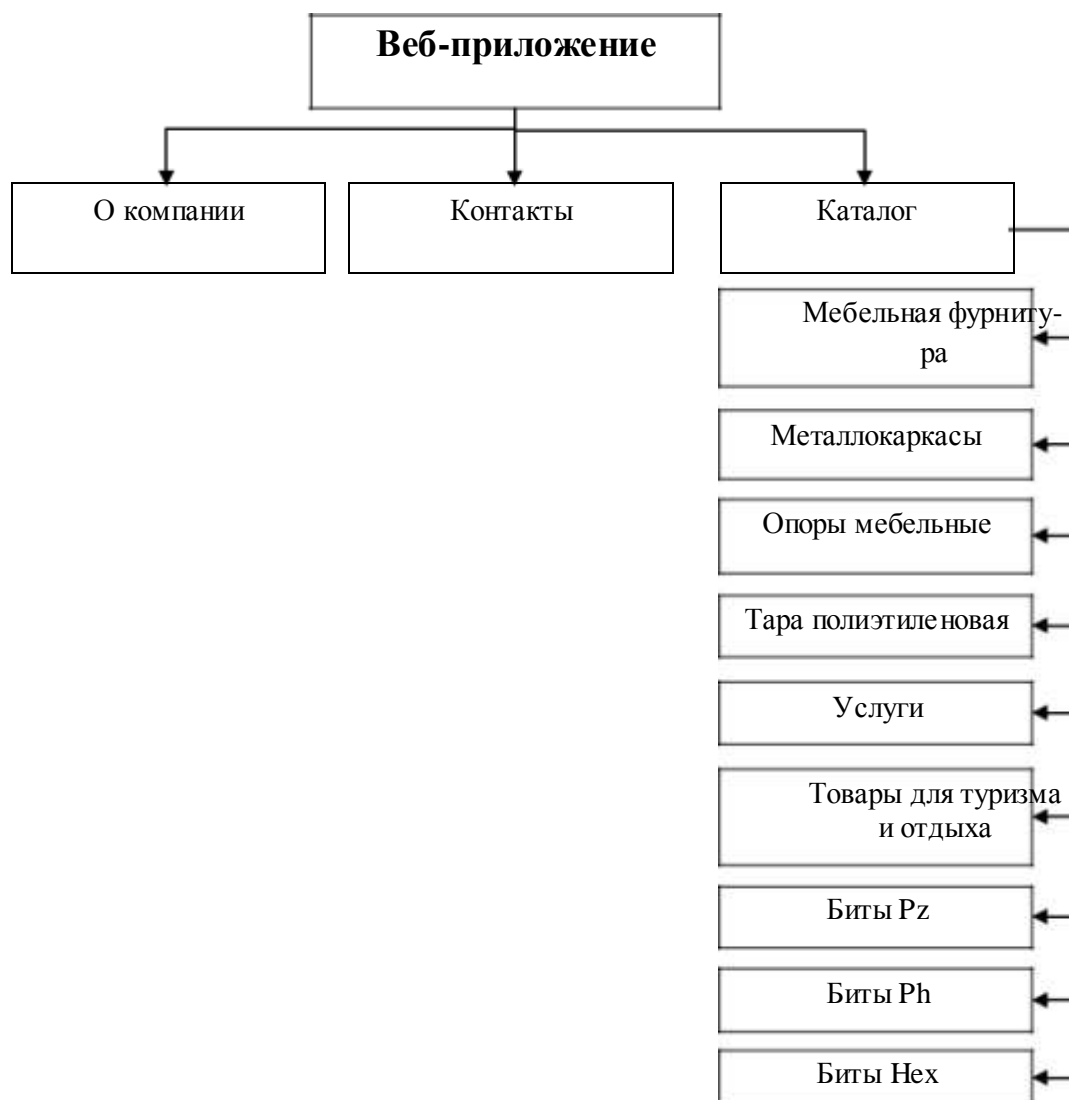 Веб-приложение
О компании
Контакты
Каталог
Мебельная фурниту-
ра
Металлокаркасы
Опоры мебельные
Тара полиэтиленовая
Услуги
Товары для туризма
и отдыха
Биты Pz
Биты Ph
Биты Hex